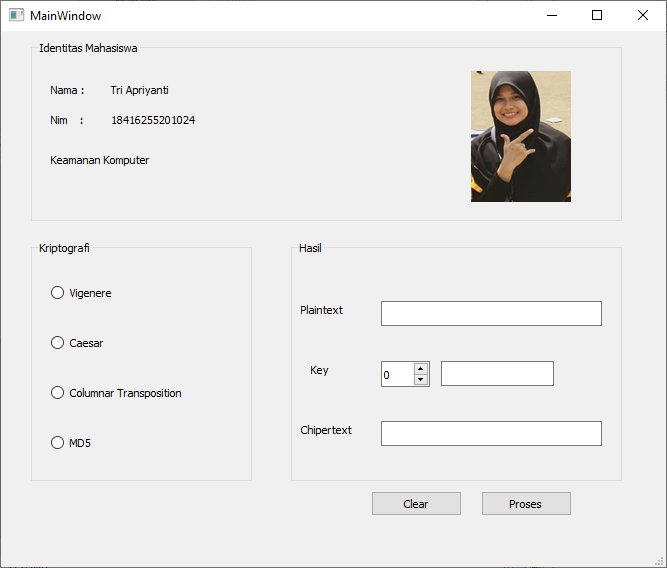 MainWindow
Identitas Mahasiswa
Nama : Tri Apriyanti
Nim : 18416255201024
Keamanan Komputer
Kriptografi
Vigenere
Caesar
Columnar Transposition
MD5
Hasil
Plaintext
Key 0
Chipertext
Clear Proses